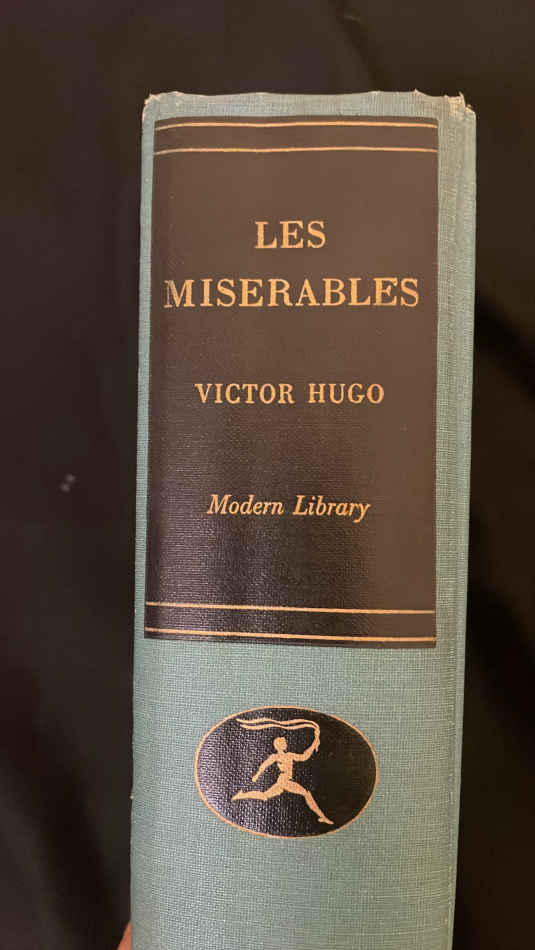 LES
MISERABLES
VICTOR HUGO
Modern Library